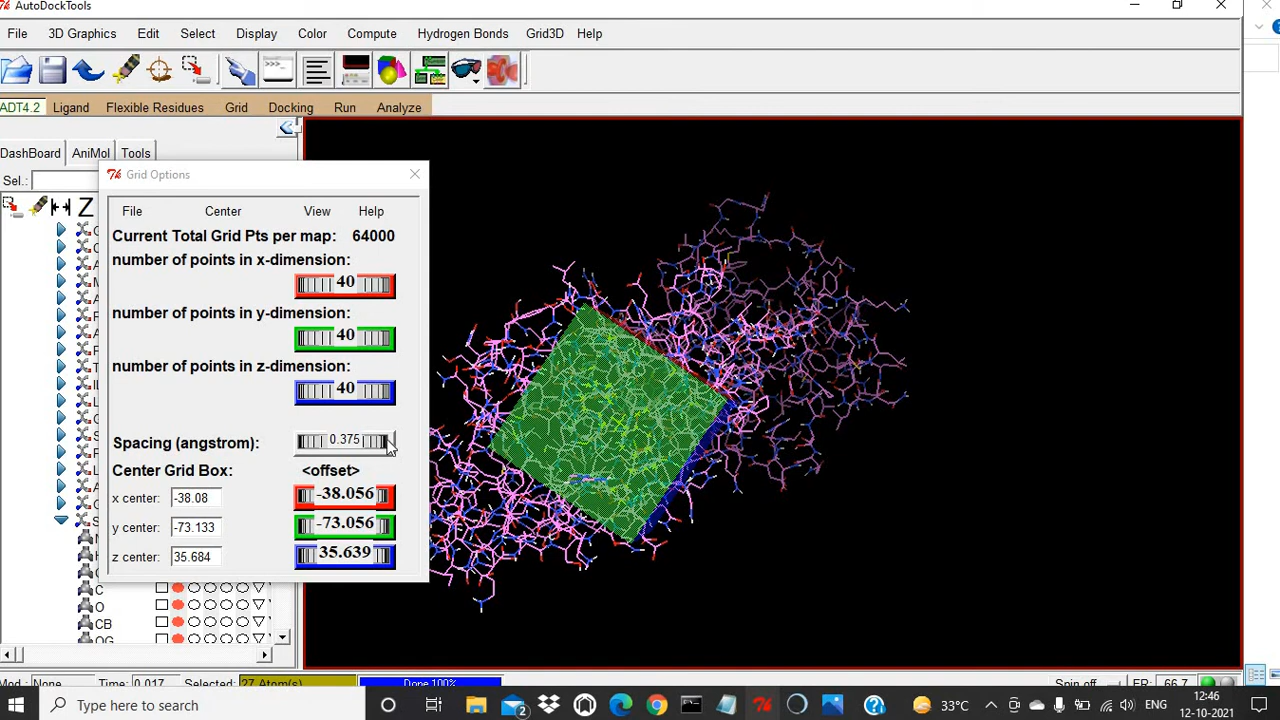 AutoDockTools
File 3D Graphics Edit Select Display Color Compute Hydrogen Bonds Grid3D Help
ADT4.2 Ligand Flexible Residues Grid Docking Run Analyze
DashBoard AniMol Tools
Sel.:
Grid Options
File Center View Help
Current Total Grid Pts per map: 64000
number of points in x-dimension:
40
number of points in y-dimension:
40
number of points in z-dimension:
40
Spacing (angstrom): 0.375
Center Grid Box: <offset>
x center: -38.08 -38.056
y center: -73.133 -73.056
z center: 35.684 35.639
C
O
CB
OG
Mod.: None Time: 0.017 Selected: 27 Atom(s) Done 100% Spin off FR: 66.7
Type here to search
2
33°C ENG
12:46
12-10-2021